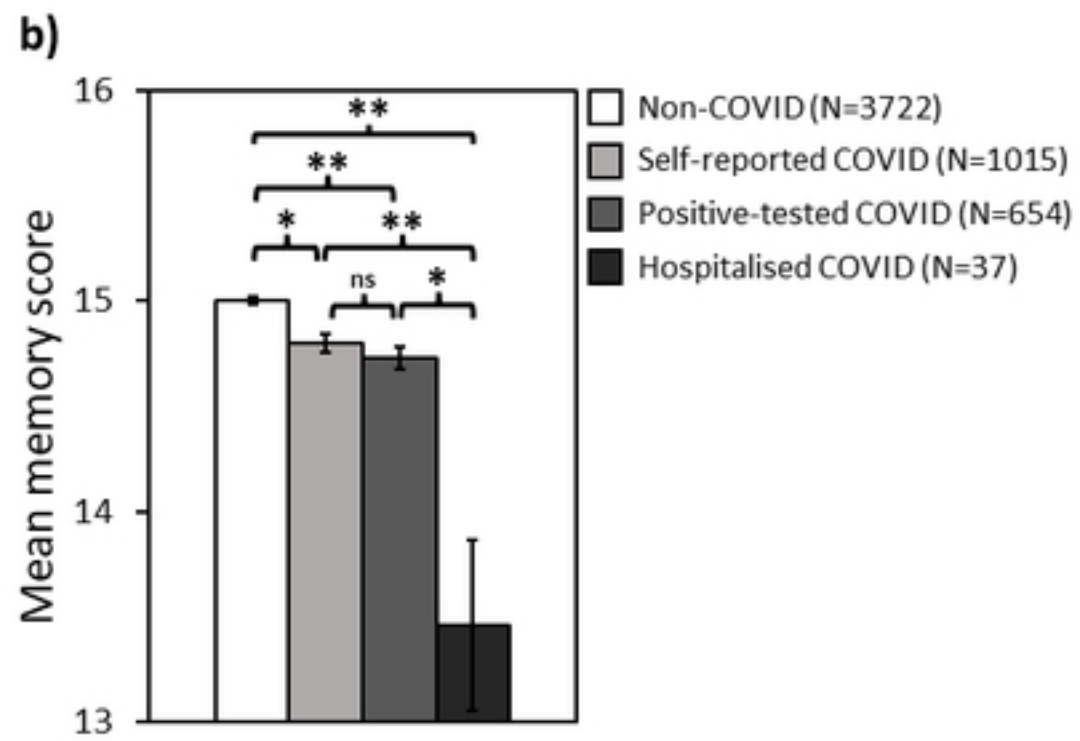 b)
Mean memory score
16
15
14
13
**
**
*
**
ns
*
Non-COVID (N=3722)
Self-reported COVID (N=1015)
Positive-tested COVID (N=654)
Hospitalised COVID (N=37)